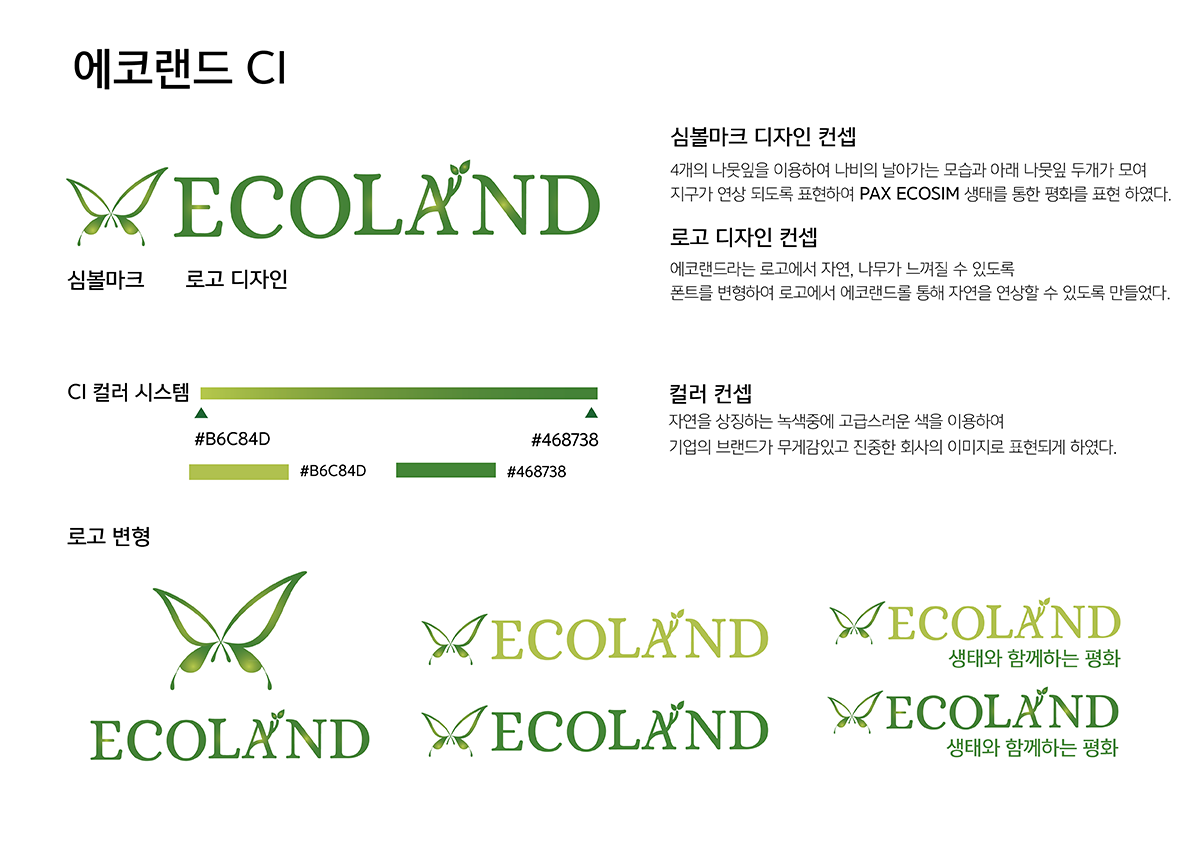 에코랜드 CI
ECOLAND
심볼마크 로고 디자인
심볼마크 디자인 컨셉
4개의 나뭇잎을 이용하여 나비의 날아가는 모습과 아래 나뭇잎 두개가 모여
지구가 연상 되도록 표현하여 PAX ECOSIM 생태를 통한 평화를 표현 하였다.
로고 디자인 컨셉
에코랜드라는 로고에서 자연, 나무가 느껴질 수 있도록
폰트를 변형하여 로고에서 에코랜드롤 통해 자연을 연상할 수 있도록 만들었다.
CI 컬러 시스템
#B6C84D #468738
#B6C84D #468738
컬러 컨셉
자연을 상징하는 녹색중에 고급스러운 색을 이용하여
기업의 브랜드가 무게감있고 진중한 회사의 이미지로 표현되게 하였다.
로고 변형
ECOLAND
ECOLAND
ECOLAND
ECOLAND
생태와 함께하는 평화
ECOLAND
생태와 함께하는 평화